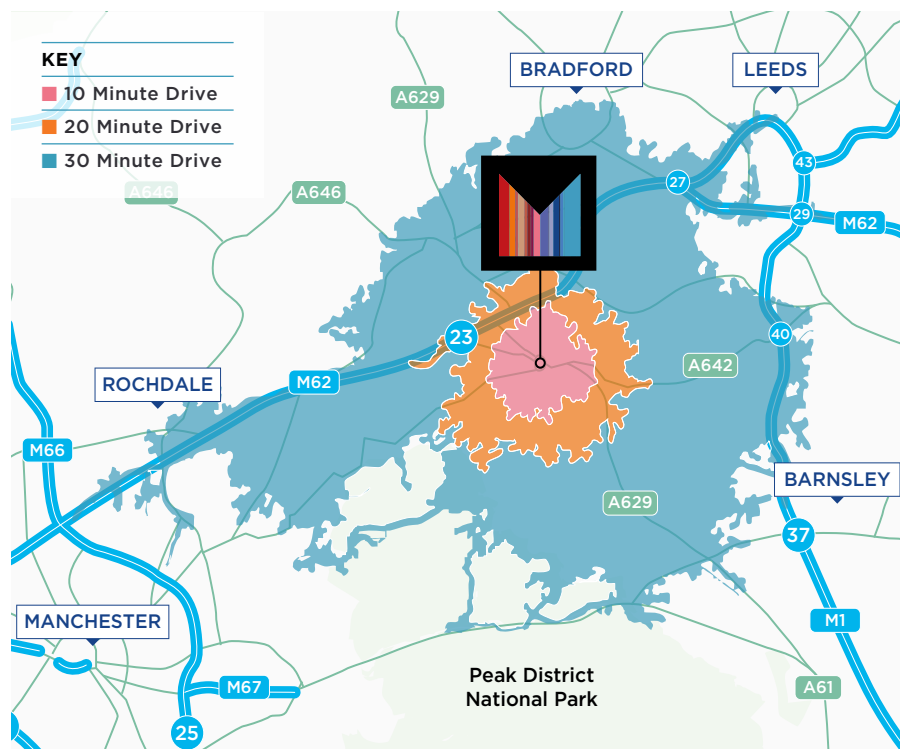 KEY
10 Minute Drive
20 Minute Drive
30 Minute Drive
BRADFORD
LEEDS
A629
A646
A646
27
43
29
M62
23
40
A642
M62
ROCHDALE
M66
BARNSLEY
A629
37
MANCHESTER
M1
Peak District
National Park
M67
A61
25